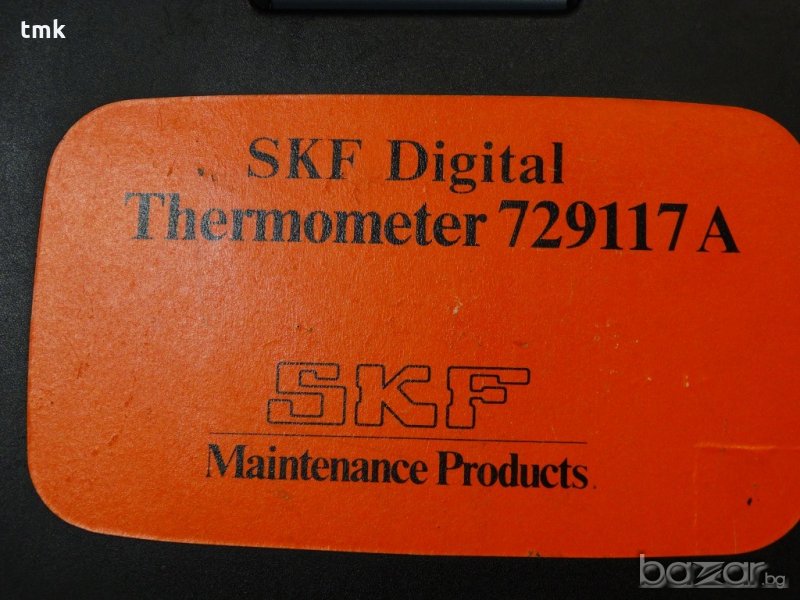 tmk
SKF Digital
Thermometer 729117 A
SKF
Maintenance Products.
bazar.bg